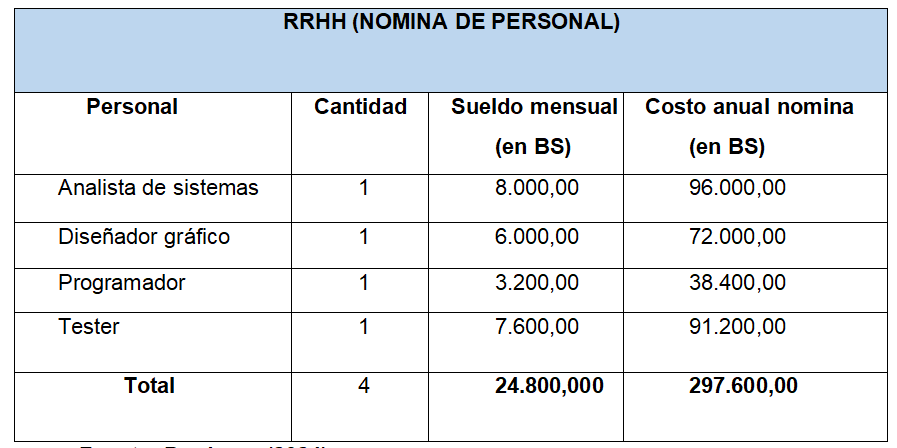 RRHH (NOMINA DE PERSONAL)
Personal Cantidad Sueldo mensual (en BS) Costo anual nomina (en BS)
Analista de sistemas 1 8.000,00 96.000,00
Diseñador gráfico 1 6.000,00 72.000,00
Programador 1 3.200,00 38.400,00
Tester 1 7.600,00 91.200,00
Total 4 24.800,000 297.600,00